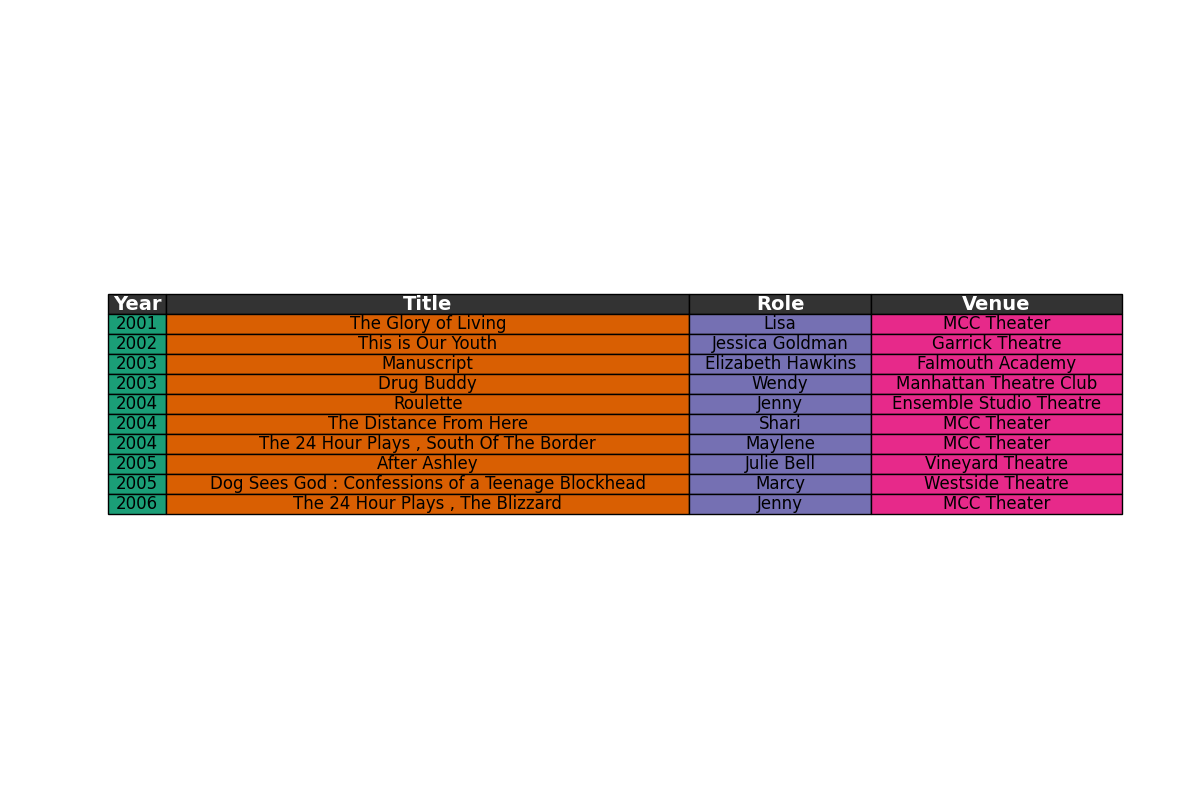 Year Title Role Venue
2001 The Glory of Living Lisa MCC Theater
2002 This is Our Youth Jessica Goldman Garrick Theatre
2003 Manuscript Elizabeth Hawkins Falmouth Academy
2003 Drug Buddy Wendy Manhattan Theatre Club
2004 Roulette Jenny Ensemble Studio Theatre
2004 The Distance From Here Shari MCC Theater
2004 The 24 Hour Plays , South Of The Border Maylene MCC Theater
2005 After Ashley Julie Bell Vineyard Theatre
2005 Dog Sees God : Confessions of a Teenage Blockhead Marcy Westside Theatre
2006 The 24 Hour Plays , The Blizzard Jenny MCC Theater